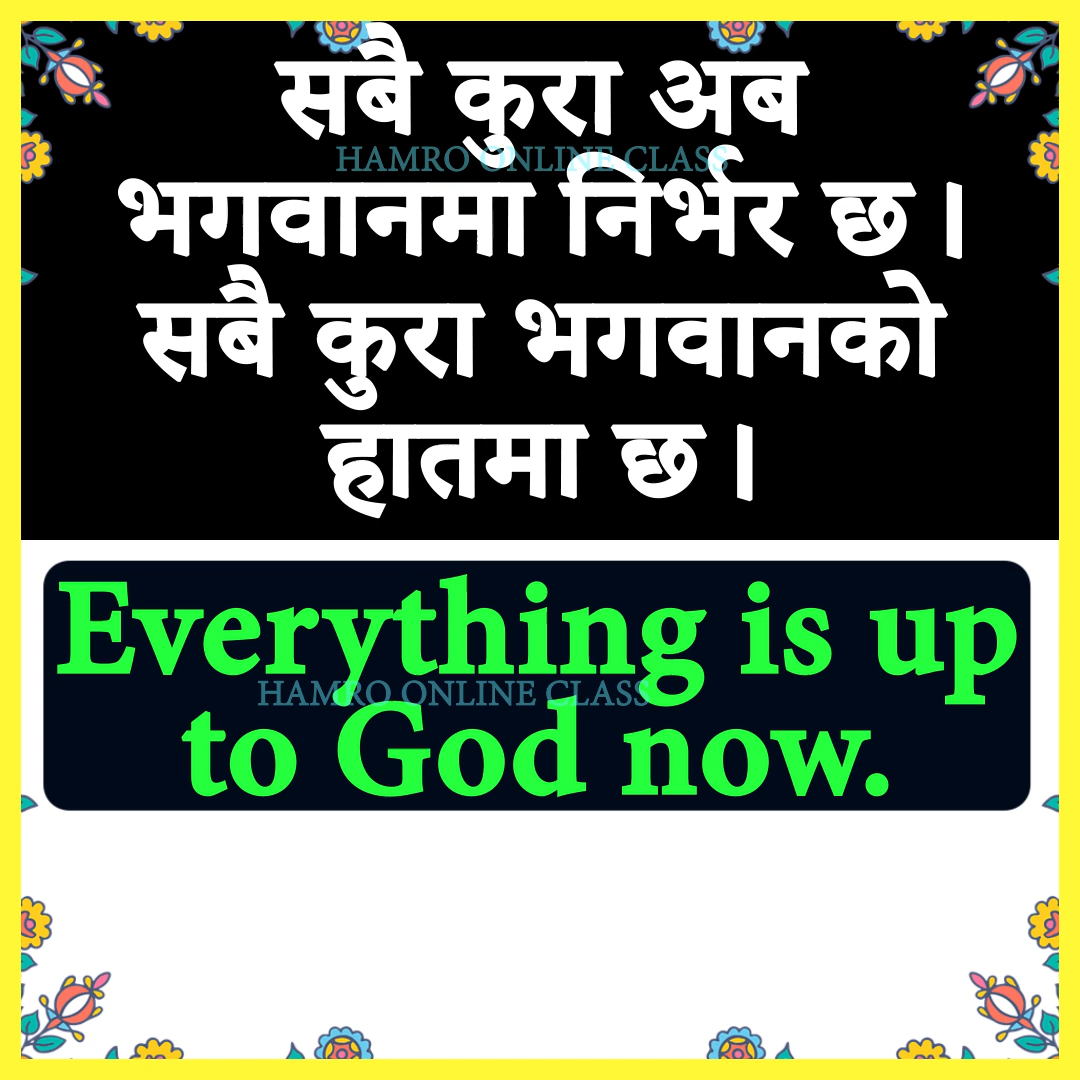 सबै कुरा अब
HAMRO ONLINE CLASS
भगवानमा निर्भर छ।
सबै कुरा भगवानको
हातमा छ।
Everything is up
HAMRO ONLINE CLASS
to God now.